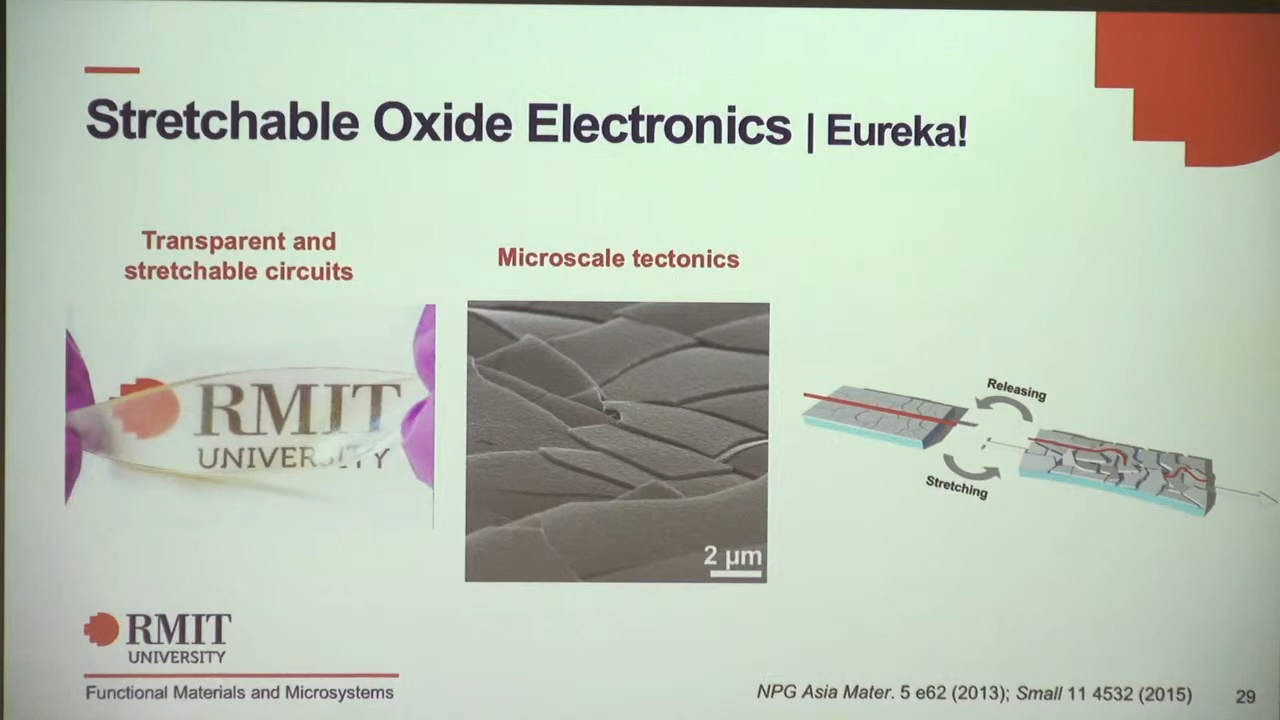 Stretchable Oxide Electronics | Eureka!
Transparent and
stretchable circuits
Microscale tectonics
RMIT
UNIVERSITY
2 µm
Releasing
Stretching
RMIT
UNIVERSITY
Functional Materials and Microsystems
NPG Asia Mater. 5 e62 (2013); Small 11 4532 (2015)
29